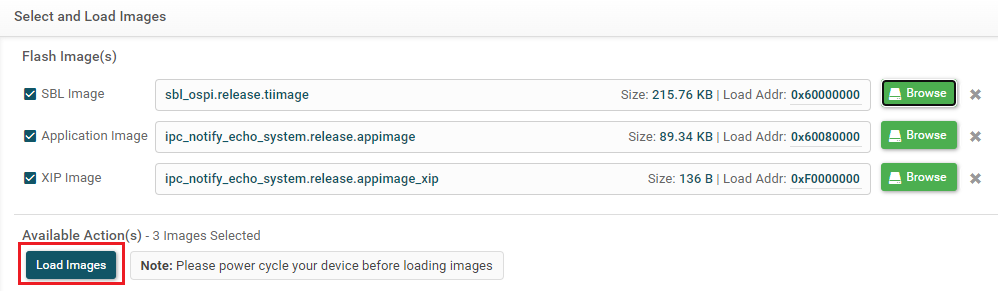 Select and Load Images
Flash Image(s)
SBL Image sbl_ospi.release.tiimage Size: 215.76 KB | Load Addr: 0x60000000 Browse
Application Image ipc_notify_echo_system.release.appimage Size: 89.34 KB | Load Addr: 0x60080000 Browse
XIP Image ipc_notify_echo_system.release.appimage_xip Size: 136 B | Load Addr: 0xF0000000 Browse
Available Action(s) - 3 Images Selected
Load Images Note: Please power cycle your device before loading images